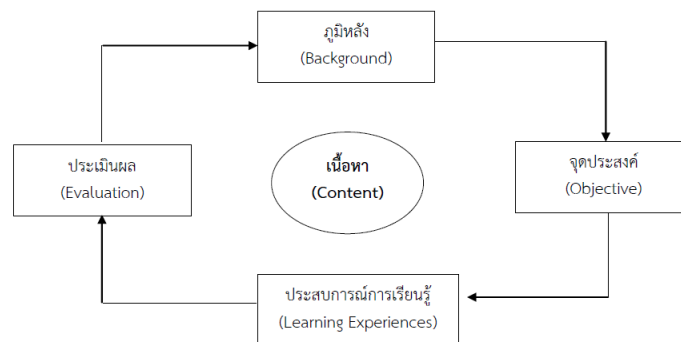 ภูมิหลัง
(Background)
ประเมินผล
(Evaluation)
เนื้อหา
(Content)
จุดประสงค์
(Objective)
ประสบการณ์การเรียนรู้
(Learning Experiences)